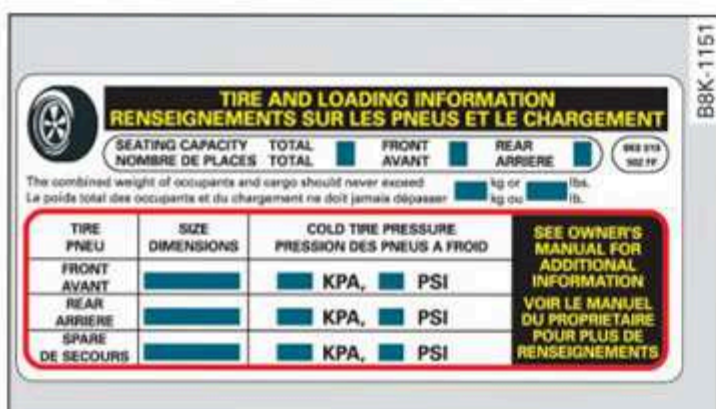 TIRE AND LOADING INFORMATION
RENSEIGNEMENTS SUR LES PNEUS ET LE CHARGEMENT
SEATING CAPACITY TOTAL FRONT REAR
NOMBRE DE PLACES TOTAL AVANT ARRIERE
The combined weight of occupants and cargo should never exceed kg or lbs.
Le poids total des occupants et du chargement ne doit jamais dépasser kg ou lb.
TIRE SIZE COLD TIRE PRESSURE
PNEU DIMENSIONS PRESSION DES PNEUS A FROID
FRONT
AVANT KPA, PSI
REAR
ARRIERE KPA, PSI
SPARE
DE SECOURS KPA, PSI
SEE OWNER'S
MANUAL FOR
ADDITIONAL
INFORMATION
VOIR LE MANUEL
DU PROPRIETAIRE
POUR PLUS DE
RENSEIGNEMENTS
B8K-1151